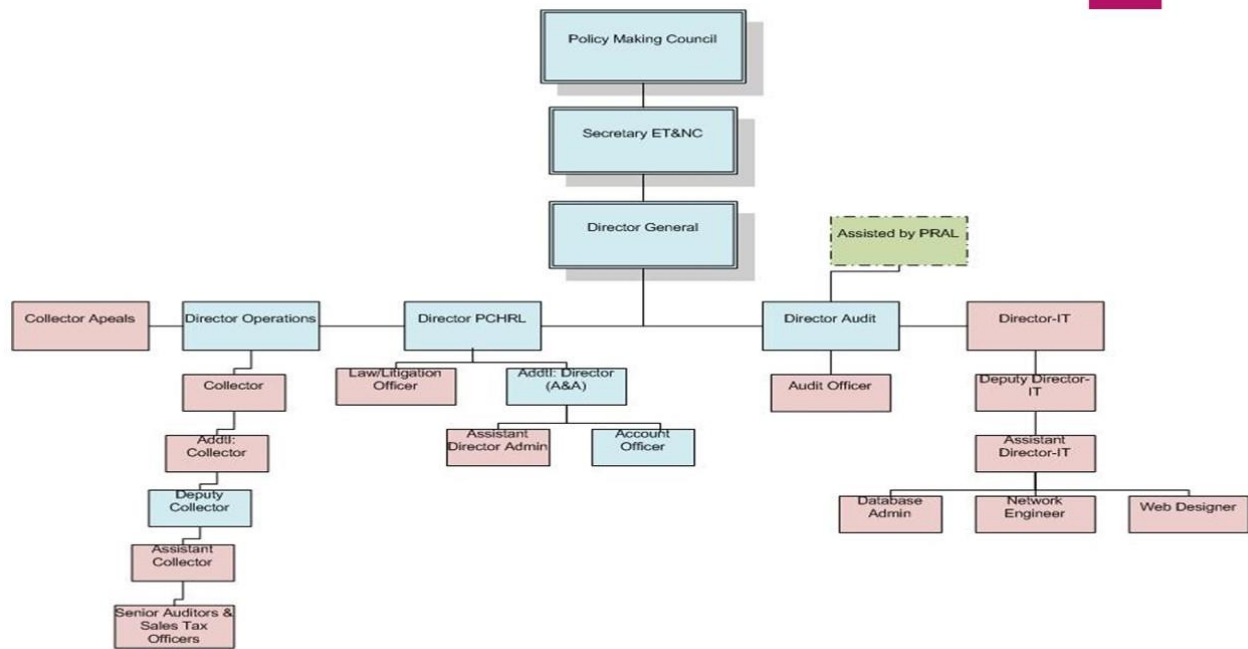 Policy Making Council
Secretary ET&NC
Director General
Assisted by PRAL
Collector Apeals
Director Operations
Director PCHRL
Director Audit
Director-IT
Collector
Law/Litigation
Officer
Addtl: Director
(A&A)
Audit Officer
Deputy Director-
IT
Addtl:
Collector
Assistant
Director Admin
Account
Officer
Assistant
Director-IT
Deputy
Collector
Database
Admin
Network
Engineer
Web Designer
Assistant
Collector
Senior Auditors &
Sales Tax
Officers